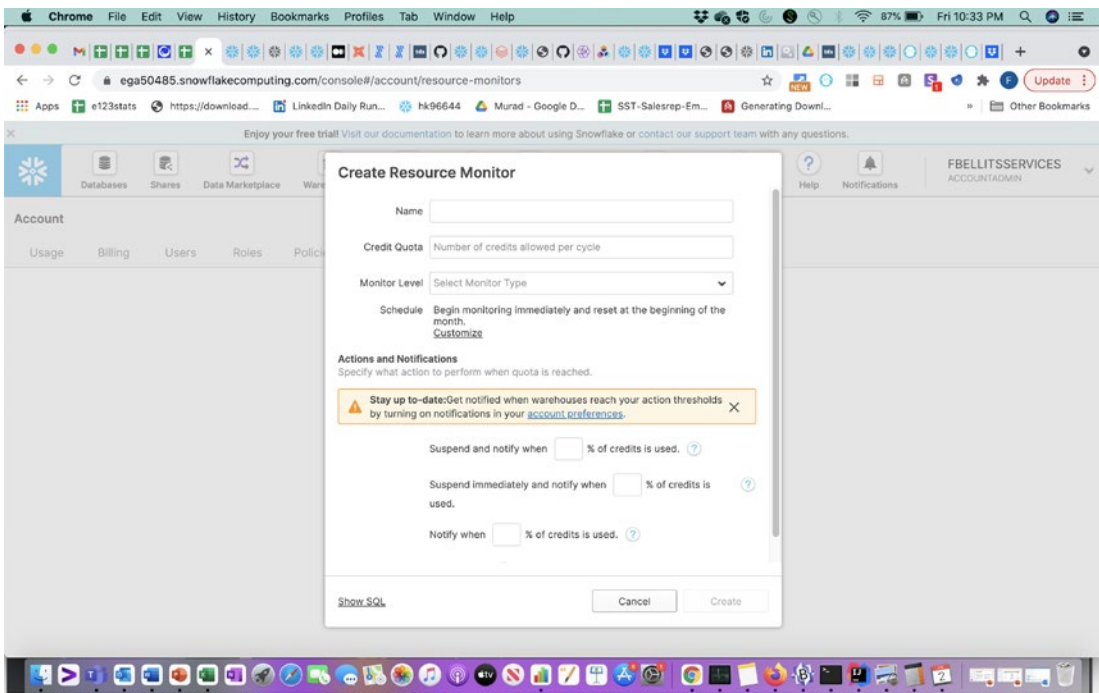 Chrome File Edit View History Bookmarks Profiles Tab Window Help 87% Fri 10:33 PM
ega50485.snowflakecomputing.com/console#/account/resource-monitors NEW Update
Apps e123stats https://download.... LinkedIn Daily Run... hk96644 Murad - Google D... SST-Salesrep-Em... Generating Downl... » Other Bookmarks
Enjoy your free trial! Visit our documentation to learn more about using Snowflake or contact our support team with any questions.
Databases Shares Data Marketplace Ware Help Notifications FBELLITSSERVICES
ACCOUNTADMIN
Account
Usage Billing Users Roles Polici
Create Resource Monitor
Name
Credit Quota Number of credits allowed per cycle
Monitor Level Select Monitor Type
Schedule Begin monitoring immediately and reset at the beginning of the
month.
Customize
Actions and Notifications
Specify what action to perform when quota is reached.
Stay up to-date:Get notified when warehouses reach your action thresholds
by turning on notifications in your account preferences.
Suspend and notify when % of credits is used. ?
Suspend immediately and notify when % of credits is ?
used.
Notify when % of credits is used. ?
Show SQL Cancel Create